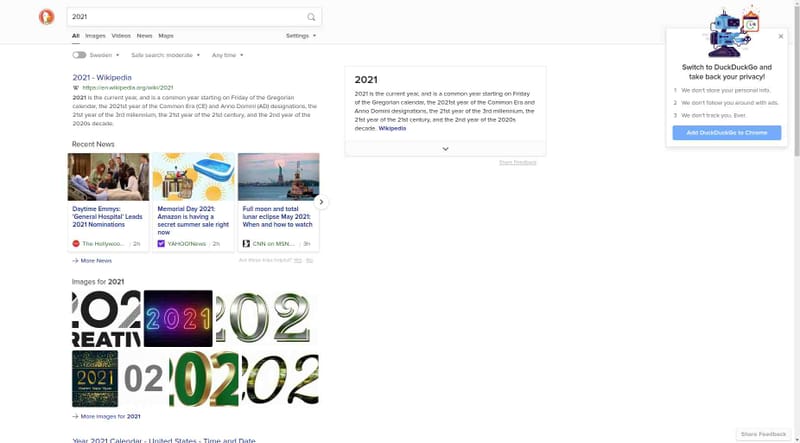 2021
All Images Videos News Maps Settings
Sweden Safe search: moderate Any time
2021 - Wikipedia
https://en.wikipedia.org/wiki/2021
2021 is the current year, and is a common year starting on Friday of the Gregorian
calendar, the 2021st year of the Common Era (CE) and Anno Domini (AD) designations, the
21st year of the 3rd millennium, the 21st year of the 21st century, and the 2nd year of the
2020s decade.
Recent News
Daytime Emmys:
'General Hospital' Leads
2021 Nominations
The Hollywoo... 2h
Memorial Day 2021:
Amazon is having a
secret summer sale right
now
YAHOO!News 2h
Full moon and total
lunar eclipse May 2021:
When and how to watch
CNN on MSN... 3h
→ More News
Are these links helpful? Yes No
Images for 2021
202
REATIV
2021
202
2021
02
202
202
→ More Images for 2021
Year 2021 Calendar - United States - Time and Date
2021
2021 is the current year, and is a common year starting on Friday
of the Gregorian calendar, the 2021st year of the Common Era and
Anno Domini designations, the 21st year of the 3rd millennium,
the 21st year of the 21st century, and the 2nd year of the 2020s
decade. Wikipedia
Share Feedback
Switch to DuckDuckGo and
take back your privacy!
1 We don't store your personal info.
2 We don't follow you around with ads.
3 We don't track you. Ever.
Add DuckDuckGo to Chrome
Share Feedback